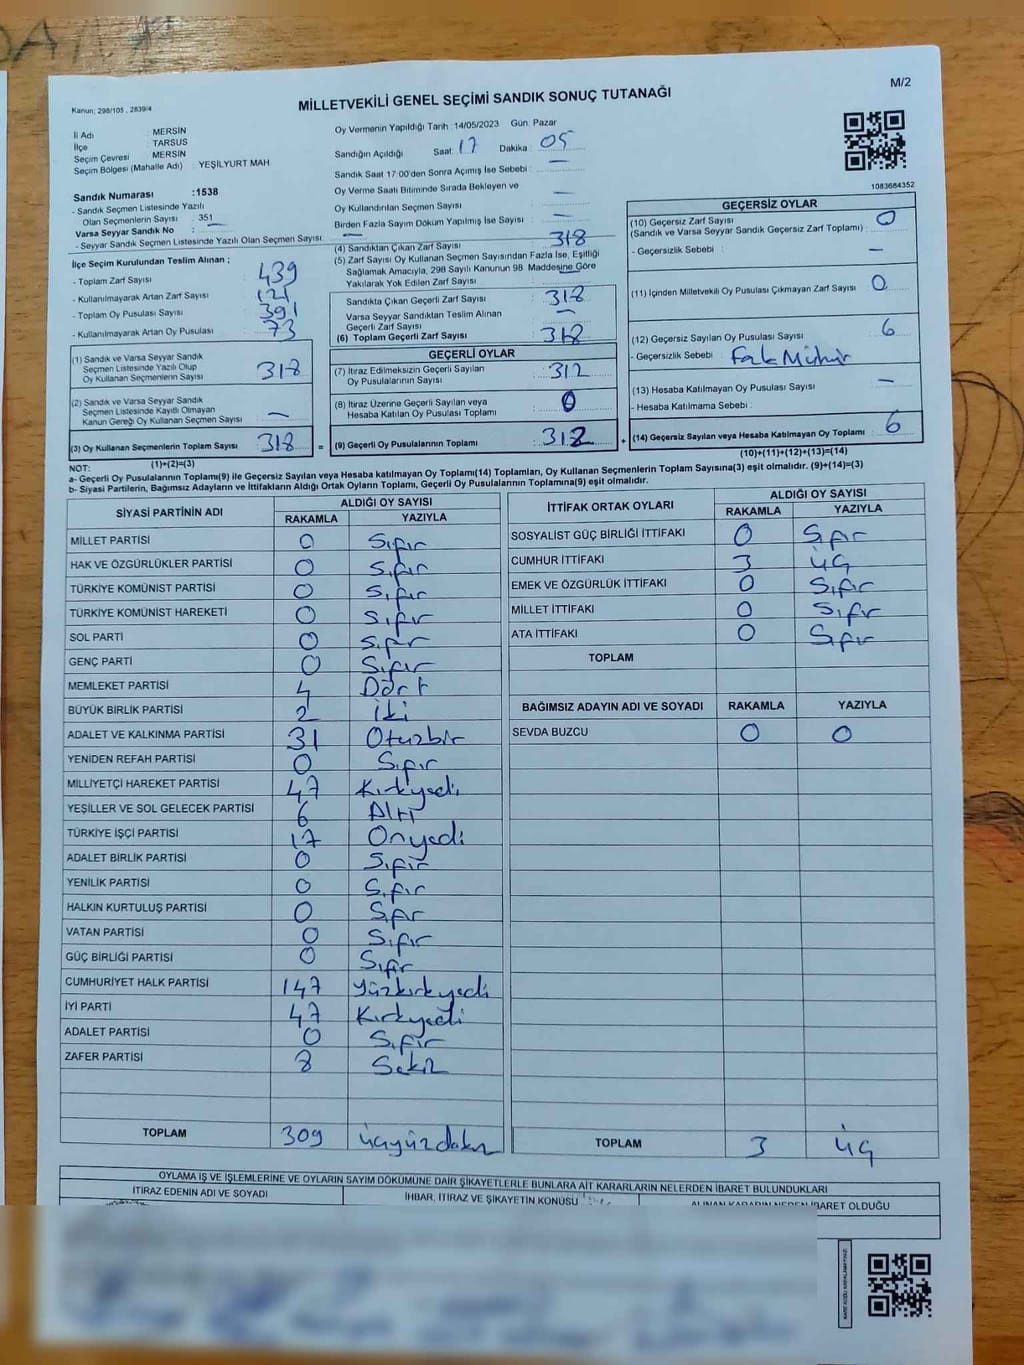 M/2
Kanun; 298/105 , 2839/4
MİLLETVEKİLİ GENEL SEÇİMİ SANDIK SONUÇ TUTANAĞI
İl Adı : MERSİN
İlçe : TARSUS
Seçim Çevresi : MERSİN
Seçim Bölgesi (Mahalle Adı) : YEŞİLYURT MAH
Sandık Numarası :1538
- Sandık Seçmen Listesinde Yazılı
Olan Seçmenlerin Sayısı : 351
Varsa Seyyar Sandık No : —
- Seyyar Sandık Seçmen Listesinde Yazılı Olan Seçmen Sayısı: —
İlçe Seçim Kurulundan Teslim Alınan ;
- Toplam Zarf Sayısı : 439
- Kullanılmayarak Artan Zarf Sayısı : 121
- Toplam Oy Pusulası Sayısı : 391
- Kullanılmayarak Artan Oy Pusulası : 73
(1) Sandık ve Varsa Seyyar Sandık
Seçmen Listesinde Yazılı Olup
Oy Kullanan Seçmenlerin Sayısı : 318
(2) Sandık ve Varsa Seyyar Sandık
Seçmen Listesinde Kayıtlı Olmayan
Kanun Gereği Oy Kullanan Seçmen Sayısı : —
(3) Oy Kullanan Seçmenlerin Toplam Sayısı : 318 =
(1)+(2)=(3)
Oy Vermenin Yapıldığı Tarih :14/05/2023 Gün: Pazar
Sandığın Açıldığı Saat: 17 Dakika : 05
Sandık Saat 17:00'den Sonra Açımış İse Sebebi : —
Oy Verme Saati Bitiminde Sırada Bekleyen ve
Oy Kullandırılan Seçmen Sayısı : —
Birden Fazla Sayım Döküm Yapılmış İse Sayısı : —
(4) Sandıktan Çıkan Zarf Sayısı : 318
(5) Zarf Sayısı Oy Kullanan Seçmen Sayısından Fazla İse, Eşitliği
Sağlamak Amacıyla, 298 Sayılı Kanunun 98 Maddesine Göre
Yakılarak Yok Edilen Zarf Sayısı : —
Sandıkta Çıkan Geçerli Zarf Sayısı : 318
Varsa Seyyar Sandıktan Teslim Alınan
Geçerli Zarf Sayısı : —
(6) Toplam Geçerli Zarf Sayısı : 318
GEÇERLİ OYLAR
(7) İtiraz Edilmeksizin Geçerli Sayılan
Oy Pusulalarının Sayısı : 312
(8) İtiraz Üzerine Geçerli Sayılan veya
Hesaba Katılan Oy Pusulası Toplamı : 0
(9) Geçerli Oy Pusulalarının Toplamı : 312 +
1083684352
GEÇERSİZ OYLAR
(10) Geçersiz Zarf Sayısı
(Sandık ve Varsa Seyyar Sandık Geçersiz Zarf Toplamı) : 0
- Geçersizlik Sebebi : —
(11) İçinden Milletvekili Oy Pusulası Çıkmayan Zarf Sayısı : 0
(12) Geçersiz Sayılan Oy Pusulası Sayısı : 6
- Geçersizlik Sebebi : Fak Mühür
(13) Hesaba Katılmayan Oy Pusulası Sayısı : —
- Hesaba Katılmama Sebebi :
(14) Geçersiz Sayılan veya Hesaba Katılmayan Oy Toplamı : 6
(10)+(11)+(12)+(13)=(14)
NOT:
a- Geçerli Oy Pusulalarının Toplamı(9) ile Geçersiz Sayılan veya Hesaba katılmayan Oy Toplamı(14) Toplamları, Oy Kullanan Seçmenlerin Toplam Sayısına(3) eşit olmalıdır. (9)+(14)=(3)
b- Siyasi Partilerin, Bağımsız Adayların ve İttifakların Aldığı Ortak Oyların Toplamı, Geçerli Oy Pusulalarının Toplamına(9) eşit olmalıdır.
SİYASİ PARTİNİN ADI ALDIĞI OY SAYISI
RAKAMLA YAZIYLA
MİLLET PARTİSİ 0 Sıfır
HAK VE ÖZGÜRLÜKLER PARTİSİ 0 Sıfır
TÜRKİYE KOMÜNİST PARTİSİ 0 Sıfır
TÜRKİYE KOMÜNİST HAREKETİ 0 Sıfır
SOL PARTİ 0 Sıfır
GENÇ PARTİ 0 Sıfır
MEMLEKET PARTİSİ 4 Dört
BÜYÜK BİRLİK PARTİSİ 2 İki
ADALET VE KALKINMA PARTİSİ 31 Otuzbir
YENİDEN REFAH PARTİSİ 0 Sıfır
MİLLİYETÇİ HAREKET PARTİSİ 47 Kırkyedi
YEŞİLLER VE SOL GELECEK PARTİSİ 6 Altı
TÜRKİYE İŞÇİ PARTİSİ 17 Onyedi
ADALET BİRLİK PARTİSİ 0 Sıfır
YENİLİK PARTİSİ 0 Sıfır
HALKIN KURTULUŞ PARTİSİ 0 Sıfır
VATAN PARTİSİ 0 Sıfır
GÜÇ BİRLİĞİ PARTİSİ 0 Sıfır
CUMHURİYET HALK PARTİSİ 147 Yüzkırkyedi
İYİ PARTİ 47 Kırkyedi
ADALET PARTİSİ 0 Sıfır
ZAFER PARTİSİ 8 Sekiz
TOPLAM 309 üçyüzdokuz
İTTİFAK ORTAK OYLARI ALDIĞI OY SAYISI
RAKAMLA YAZIYLA
SOSYALİST GÜÇ BİRLİĞİ İTTİFAKI 0 Sıfır
CUMHUR İTTİFAKI 3 üç
EMEK VE ÖZGÜRLÜK İTTİFAKI 0 Sıfır
MİLLET İTTİFAKI 0 Sıfır
ATA İTTİFAKI 0 Sıfır
TOPLAM
BAĞIMSIZ ADAYIN ADI VE SOYADI RAKAMLA YAZIYLA
SEVDA BUZCU 0 0
TOPLAM 3 üç
OYLAMA İŞ VE İŞLEMLERİNE VE OYLARIN SAYIM DÖKÜMÜNE DAİR ŞİKAYETLERLE BUNLARA AİT KARARLARIN NELERDEN İBARET BULUNDUKLARI
İTİRAZ EDENİN ADI VE SOYADI İHBAR, İTİRAZ VE ŞİKAYETİN KONUSU ALINAN KARARIN NEDEN İBARET OLDUĞU